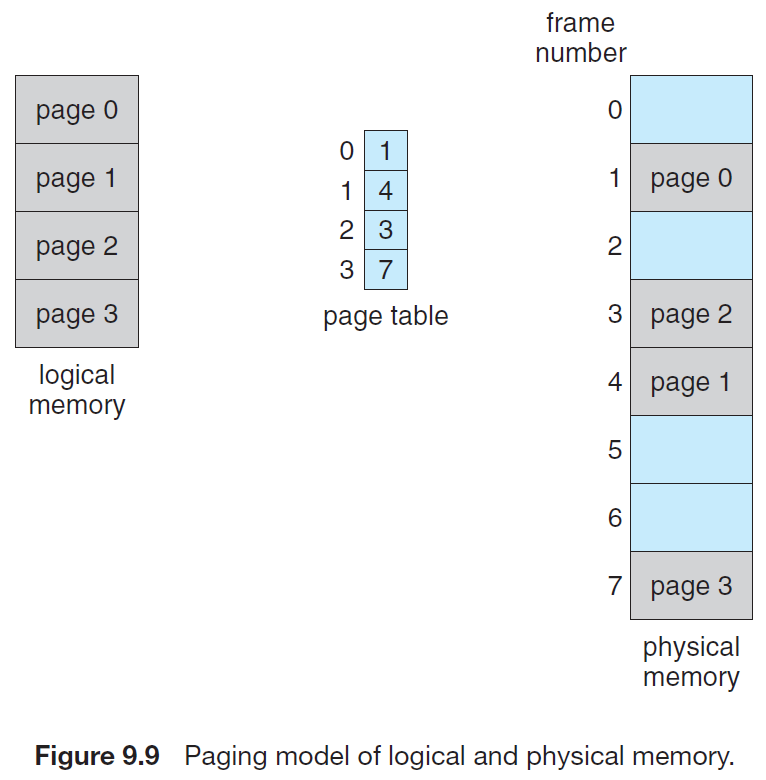 frame
number
page 0
page 1
page 2
page 3
logical
memory
0 1
1 4
2 3
3 7
page table
0
1 page 0
2
3 page 2
4 page 1
5
6
7 page 3
physical
memory
Figure 9.9 Paging model of logical and physical memory.